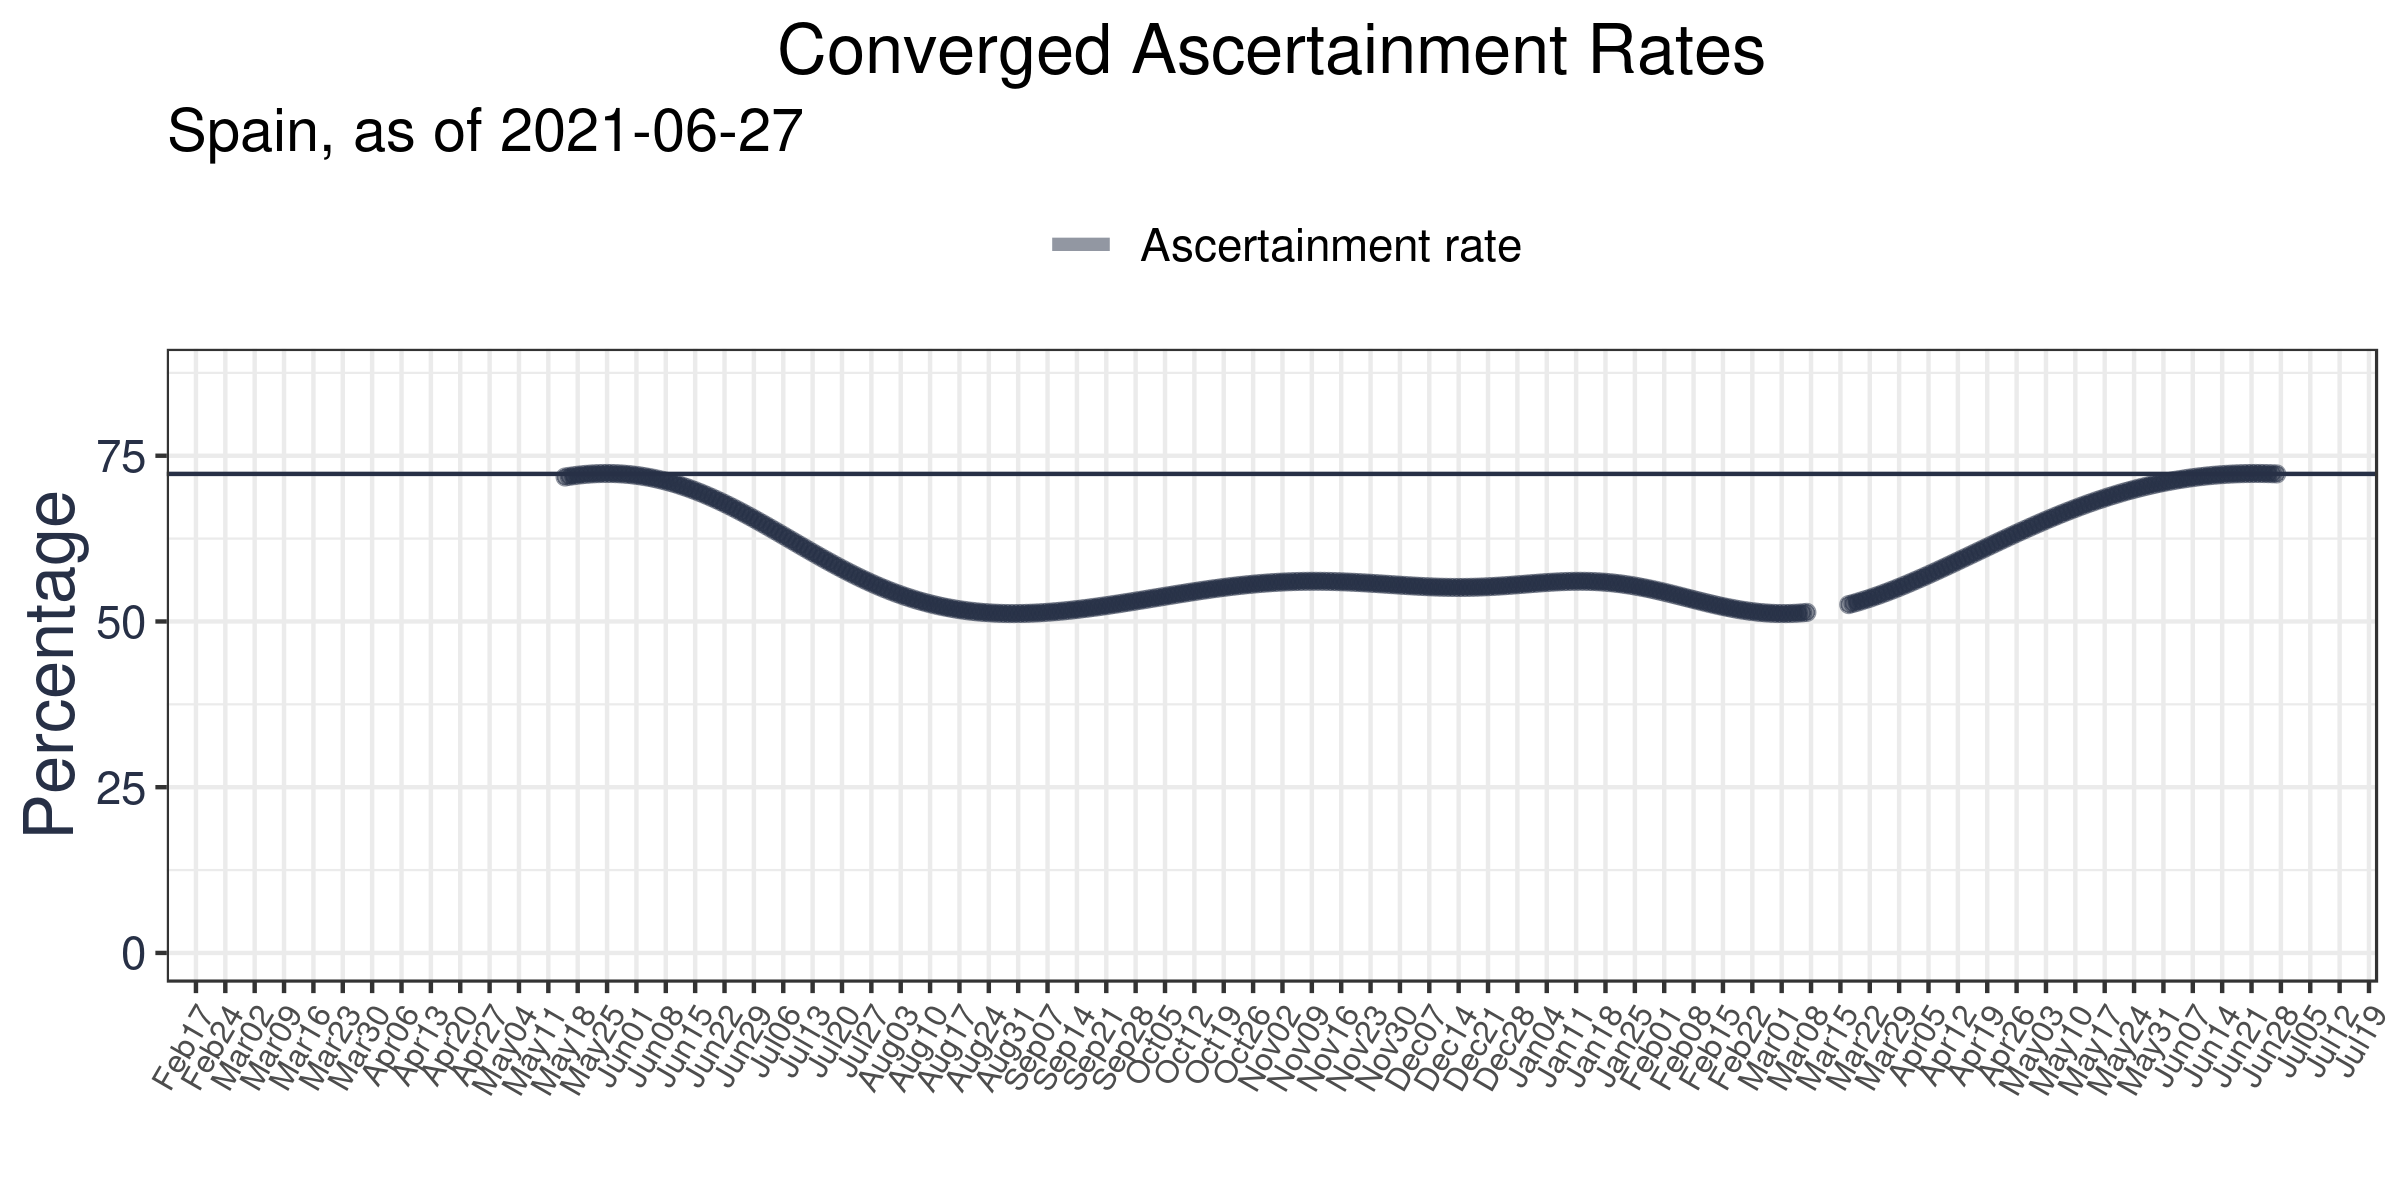 Converged Ascertainment Rates
Spain, as of 2021-06-27
Ascertainment rate
Percentage
75
50
25
0
Feb17
Feb24
Mar02
Mar09
Mar16
Mar23
Mar30
Apr06
Apr13
Apr20
Apr27
May04
May11
May18
May25
Jun01
Jun08
Jun15
Jun22
Jun29
Jul06
Jul13
Jul20
Jul27
Aug03
Aug10
Aug17
Aug24
Aug31
Sep07
Sep14
Sep21
Sep28
Oct05
Oct12
Oct19
Oct26
Nov02
Nov09
Nov16
Nov23
Nov30
Dec07
Dec14
Dec21
Dec28
Jan04
Jan11
Jan18
Jan25
Feb01
Feb08
Feb15
Feb22
Mar01
Mar08
Mar15
Mar22
Mar29
Apr05
Apr12
Apr19
Apr26
May03
May10
May17
May24
May31
Jun07
Jun14
Jun21
Jun28
Jul05
Jul12
Jul19